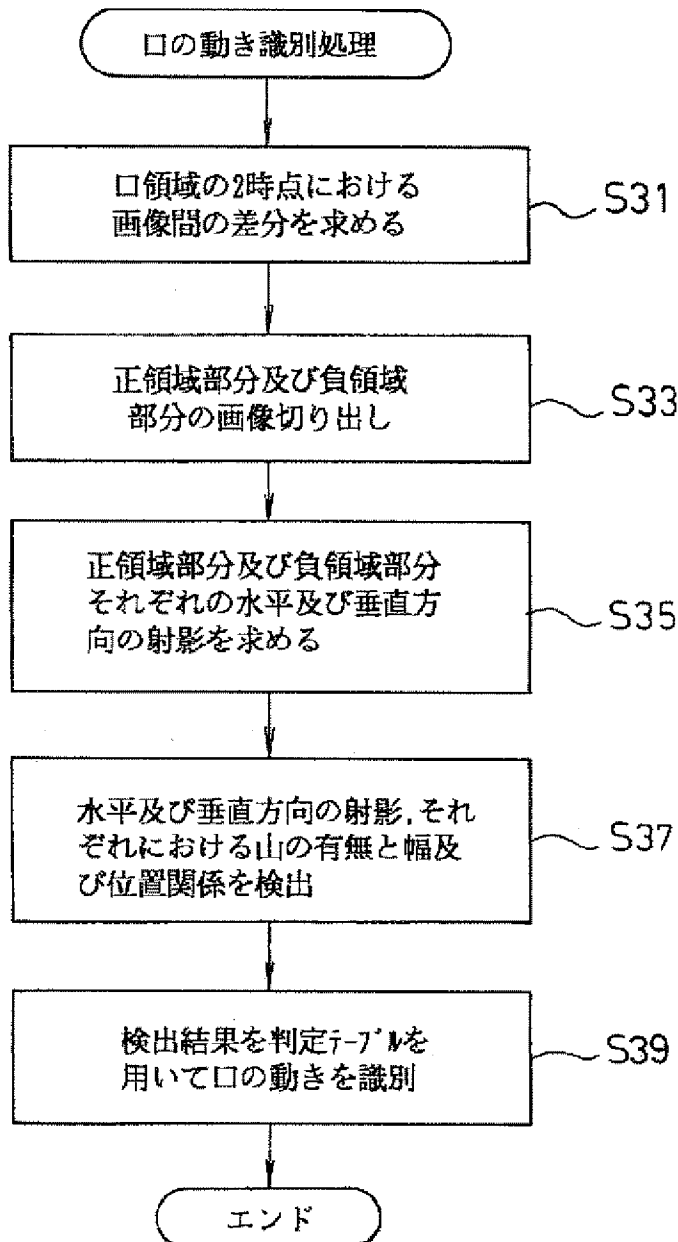 口の動き識別処理
口領域の2時点における
画像間の差分を求める
S31
正領域部分及び負領域
部分の画像切り出し
S33
正領域部分及び負領域部分
それぞれの水平及び垂直方
向の射影を求める
S35
水平及び垂直方向の射影,それ
ぞれにおける山の有無と幅及
び位置関係を検出
S37
検出結果を判定ﾃｰﾌﾞﾙを
用いて口の動きを識別
S39
エンド